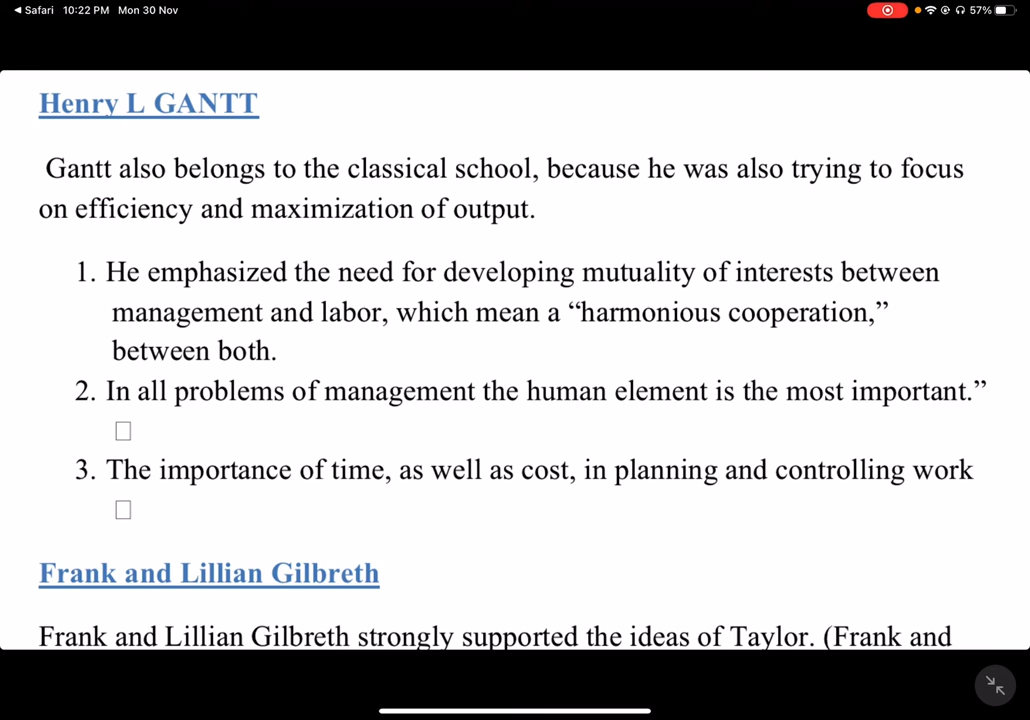 ◀ Safari 10:22 PM Mon 30 Nov 57%
Henry L GANTT
Gantt also belongs to the classical school, because he was also trying to focus
on efficiency and maximization of output.
1. He emphasized the need for developing mutuality of interests between
management and labor, which mean a “harmonious cooperation,”
between both.
2. In all problems of management the human element is the most important.”
3. The importance of time, as well as cost, in planning and controlling work
Frank and Lillian Gilbreth
Frank and Lillian Gilbreth strongly supported the ideas of Taylor. (Frank and